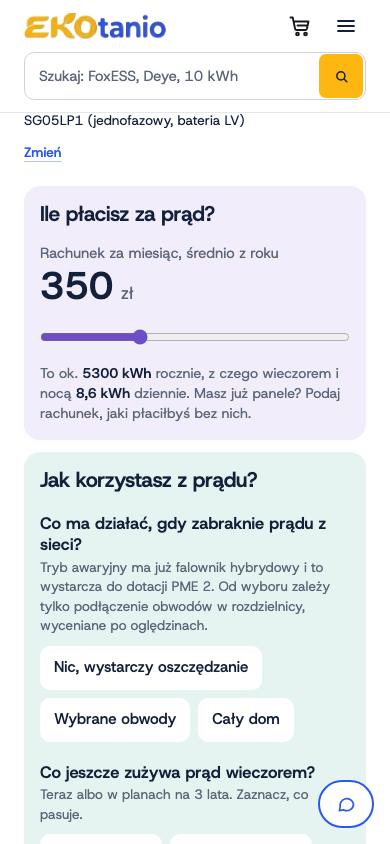 EKOtanio
Szukaj: FoxESS, Deye, 10 kWh
SG05LP1 (jednofazowy, bateria LV)
Zmień
Ile płacisz za prąd?
Rachunek za miesiąc, średnio z roku
350 zł
To ok. 5300 kWh rocznie, z czego wieczorem i
nocą 8,6 kWh dziennie. Masz już panele? Podaj
rachunek, jaki płaciłbyś bez nich.
Jak korzystasz z prądu?
Co ma działać, gdy zabraknie prądu z
sieci?
Tryb awaryjny ma już falownik hybrydowy i to
wystarcza do dotacji PME 2. Od wyboru zależy
tylko podłączenie obwodów w rozdzielnicy,
wyceniane po oględzinach.
Nic, wystarczy oszczędzanie
Wybrane obwody
Cały dom
Co jeszcze zużywa prąd wieczorem?
Teraz albo w planach na 3 lata. Zaznacz, co
pasuje.